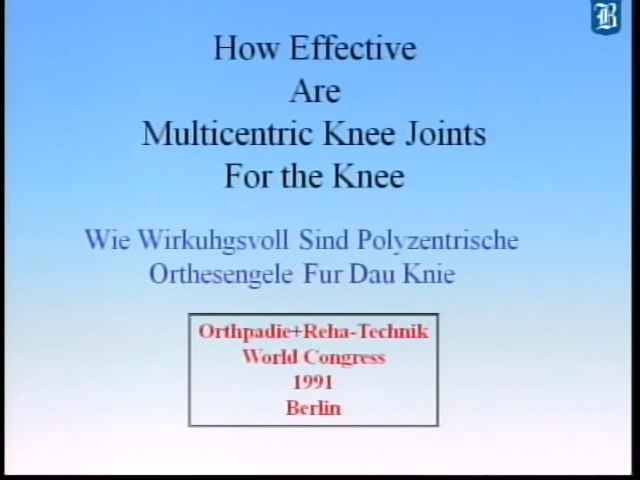 B
How Effective
Are
Multicentric Knee Joints
For the Knee
Wie Wirkuhgsvoll Sind Polyzentrische
Orthesengele Fur Dau Knie
Orthpadie+Reha-Technik
World Congress
1991
Berlin